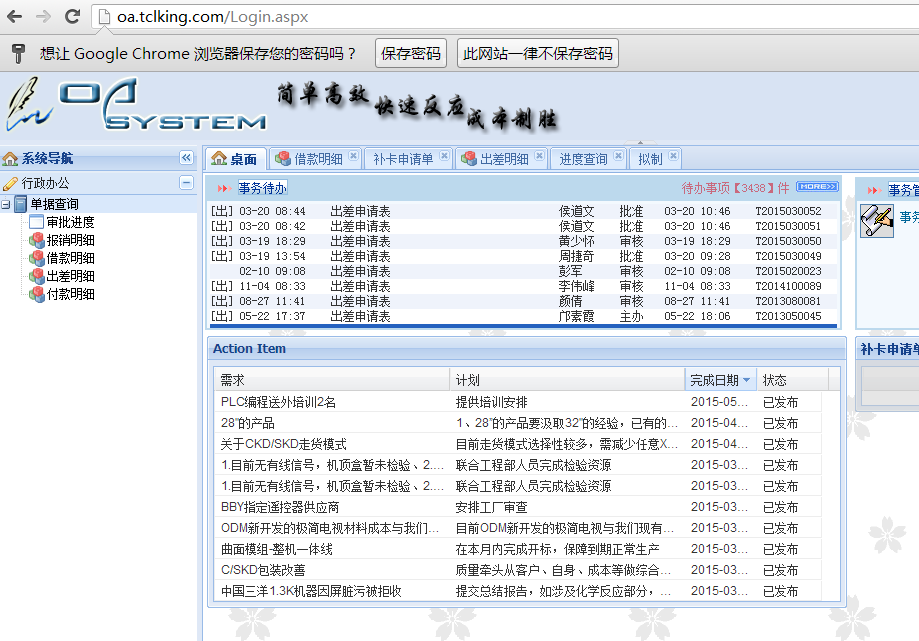 oa.tclking.com/Login.aspx
想让 Google Chrome 浏览器保存您的密码吗？ 保存密码 此网站一律不保存密码
OA SYSTEM 简单高效 快速反应 成本制胜
系统导航 桌面 借款明细 补卡申请单 出差明细 进度查询 拟制
行政办公
单据查询
审批进度
报销明细
借款明细
出差明细
付款明细
事务待办 待办事项【3438】件 MORE>>
[出] 03-20 08:44 出差申请表 侯道文 批准 03-20 10:46 T2015030052
[出] 03-20 08:42 出差申请表 侯道文 批准 03-20 10:46 T2015030051
[出] 03-19 18:29 出差申请表 黄少怀 审核 03-19 18:29 T2015030050
[出] 03-19 13:54 出差申请表 周捷奇 批准 03-20 09:28 T2015030049
02-10 09:08 出差申请表 彭军 审核 02-10 09:08 T2015020023
[出] 11-04 08:33 出差申请表 李伟峰 审核 11-04 08:33 T2014100089
[出] 08-27 11:41 出差申请表 颜倩 审核 08-27 11:41 T2013080081
[出] 05-22 17:37 出差申请表 邝素霞 主办 05-22 18:06 T2013050045
事务管
事务
Action Item
需求 计划 完成日期 状态
PLC编程送外培训2名 提供培训安排 2015-05... 已发布
28"的产品 1、28"的产品要汲取32"的经验，已有的... 2015-04... 已发布
关于CKD/SKD走货模式 目前走货模式选择性较多，需减少任意X... 2015-04... 已发布
1.目前无有线信号，机顶盒暂未检验、2.... 联合工程部人员完成检验资源 2015-03... 已发布
1.目前无有线信号，机顶盒暂未检验、2.... 联合工程部人员完成检验资源 2015-03... 已发布
BBY指定遥控器供应商 安排工厂审查 2015-03... 已发布
ODM新开发的极简电视材料成本与我们... 目前ODM新开发的极简电视与我们现有... 2015-03... 已发布
曲面模组-整机一体线 在本月内完成开标，保障到期正常生产 2015-03... 已发布
C/SKD包装改善 质量牵头从客户、自身、成本等做综合... 2015-03... 已发布
中国三洋1.3K机器因屏脏污被拒收 提交总结报告，如涉及化学反应部分，... 2015-03... 已发布
补卡申请单